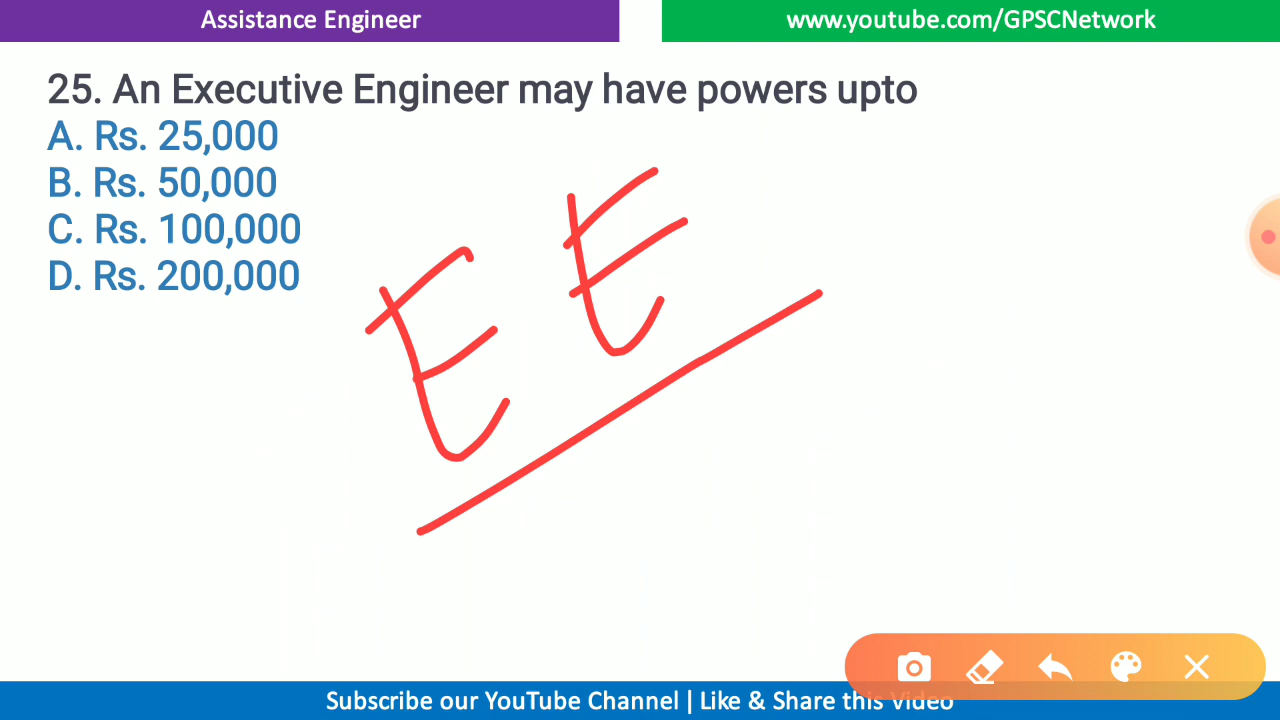 Assistance Engineer
www.youtube.com/GPSCNetwork
25. An Executive Engineer may have powers upto
A. Rs. 25,000
B. Rs. 50,000
C. Rs. 100,000
D. Rs. 200,000
E E
Subscribe our YouTube Channel | Like & Share this Video